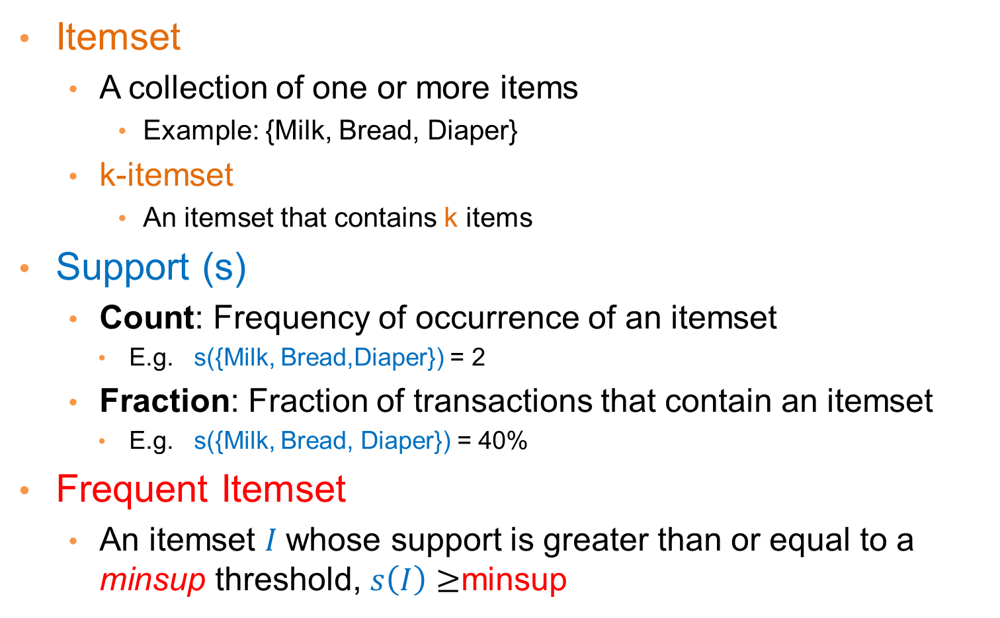 • Itemset
• A collection of one or more items
• Example: {Milk, Bread, Diaper}
• k-itemset
• An itemset that contains k items
• Support (s)
• Count: Frequency of occurrence of an itemset
• E.g. s({Milk, Bread,Diaper}) = 2
• Fraction: Fraction of transactions that contain an itemset
• E.g. s({Milk, Bread, Diaper}) = 40%
• Frequent Itemset
• An itemset I whose support is greater than or equal to a
minsup threshold, s(I) ≥minsup